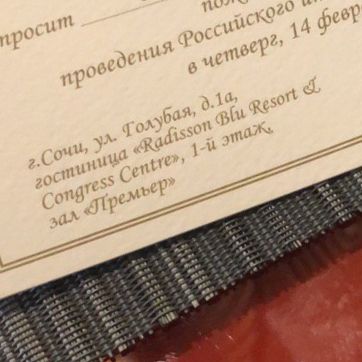 просит
проведения Российского
в четверг, 14
г.Сочи, ул. Голубая, д.1а,
гостиница «Radisson Blu Resort &
Congress Centre», 1-й этаж,
зал «Премьер»